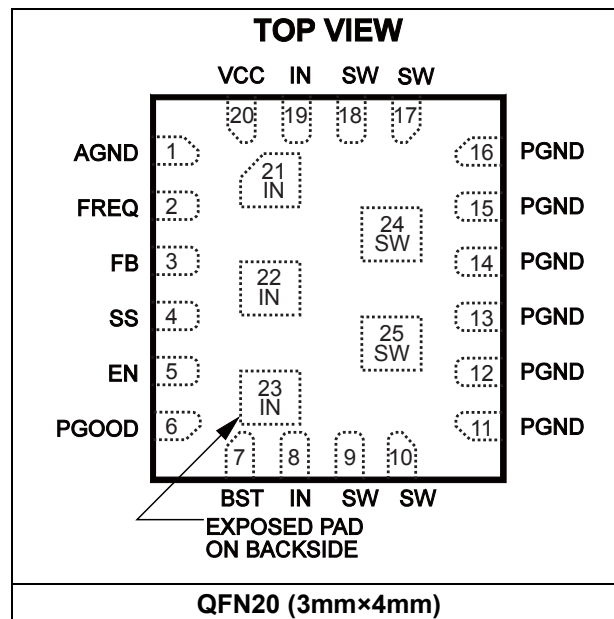 TOP VIEW
VCC IN SW SW
20 19 18 17
AGND 1 16 PGND
21
IN
FREQ 2 15 PGND
24
SW
FB 3 14 PGND
22
IN
SS 4 13 PGND
25
SW
EN 5 12 PGND
23
IN
PGOOD 6 11 PGND
7 8 9 10
BST IN SW SW
EXPOSED PAD
ON BACKSIDE
QFN20 (3mm×4mm)